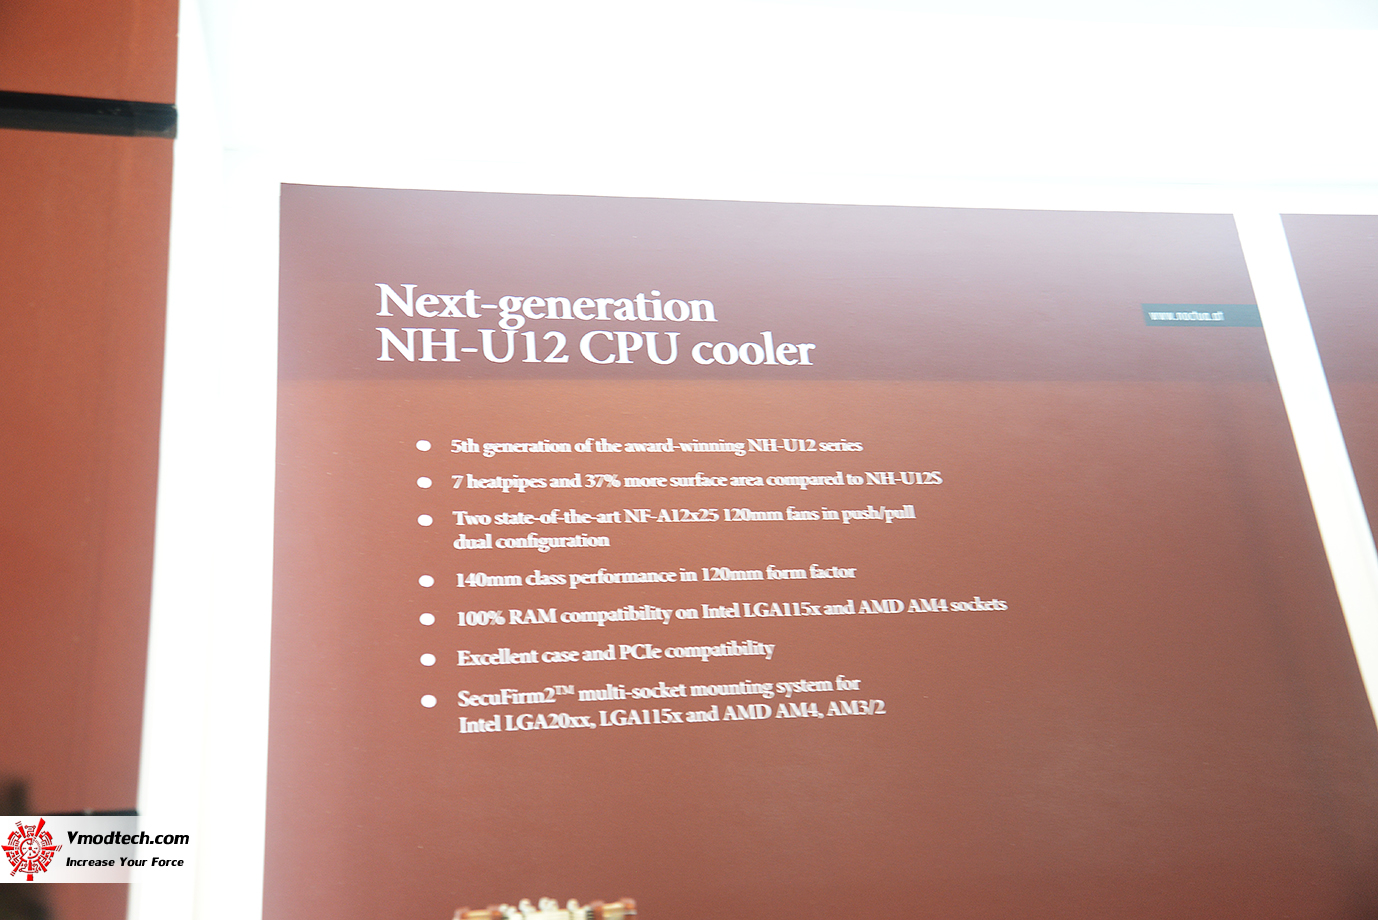 Next-generation
NH-U12 CPU cooler
www.noctua.at
5th generation of the award-winning NH-U12 series
7 heatpipes and 37% more surface area compared to NH-U12S
Two state-of-the-art NF-A12x25 120mm fans in push/pull
dual configuration
140mm class performance in 120mm form factor
100% RAM compatibility on Intel LGA115x and AMD AM4 sockets
Excellent case and PCIe compatibility
SecuFirm2™ multi-socket mounting system for
Intel LGA20xx, LGA115x and AMD AM4, AM3/2
Vmodtech.com
Increase Your Force